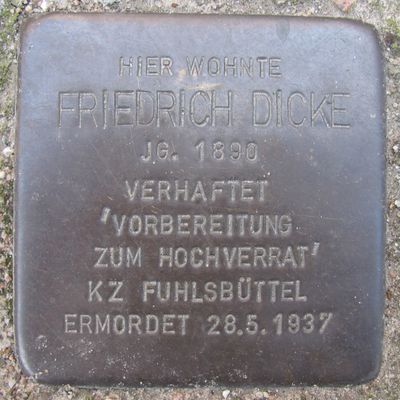 HIER WOHNTE
FRIEDRICH DICKE
JG. 1890
VERHAFTET
'VORBEREITUNG
ZUM HOCHVERRAT'
KZ FUHLSBÜTTEL
ERMORDET 28.5.1937